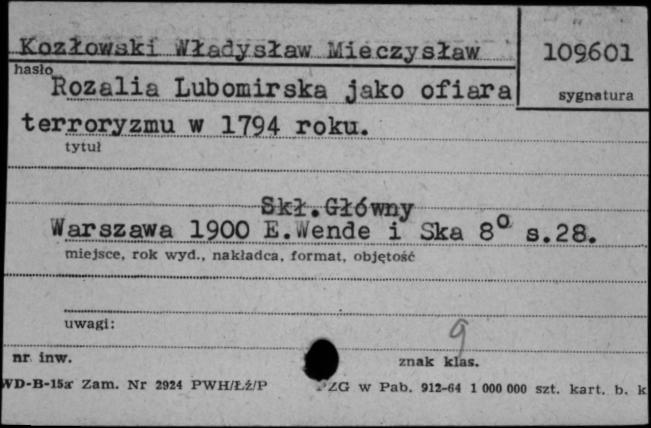 Kozłowski Władysław Mieczysław
109601
hasło
sygnatura
Rozalia Lubomirska jako ofiara
terroryzmu w 1794 roku.
tytuł
Skł.Główny
Warszawa 1900 E.Wende i Ska 8° s.28.
miejsce, rok wyd., nakładca, format, objętość
uwagi:
9
nr. inw.
znak klas.
WD-B-15a Zam. Nr 2924 PWH/Łź/P
PZG w Pab. 912-64 1 000 000 szt. kart. b. k